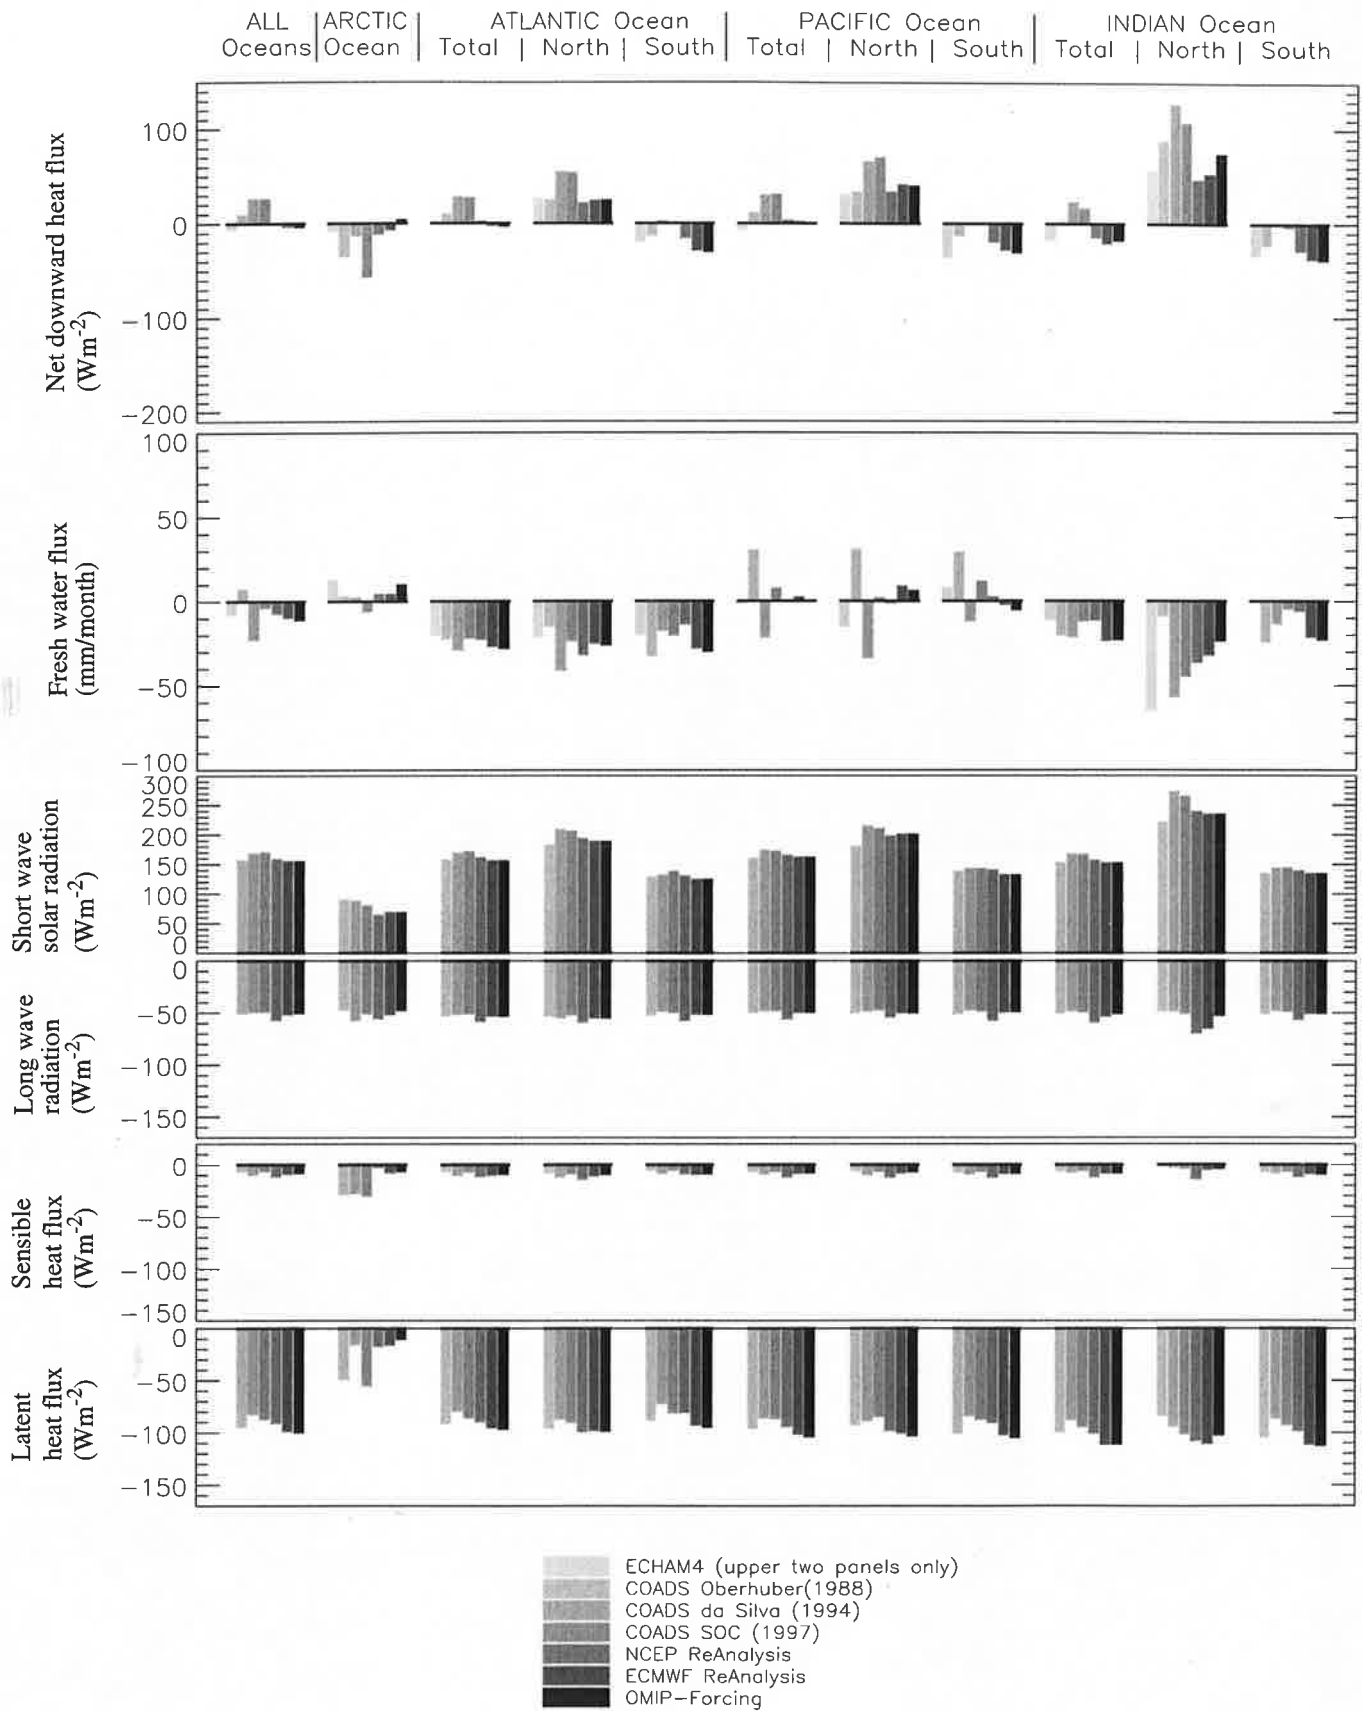 ALL ARCTIC ATLANTIC Ocean PACIFIC Ocean INDIAN Ocean
Oceans | Ocean | Total | North | South | Total | North | South | Total | North | South
Net downward heat flux
(Wm-2)
100
0
−100
−200
Fresh water flux
(mm/month)
100
50
0
−50
−100
Short wave
solar radiation
(Wm-2)
300
250
200
150
100
50
0
Long wave
radiation
(Wm-2)
0
−50
−100
−150
Sensible
heat flux
(Wm-2)
0
−50
−100
−150
Latent
heat flux
(Wm-2)
0
−50
−100
−150
ECHAM4 (upper two panels only)
COADS Oberhuber(1988)
COADS da Silva (1994)
COADS SOC (1997)
NCEP ReAnalysis
ECMWF ReAnalysis
OMIP−Forcing